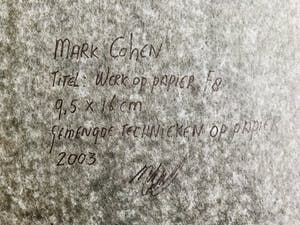 MARK COHEN
TITEL: WERK OP PAPIER, F8
9,5 X 16 cm
GEMENGDE TECHNIEKEN OP PAPIER
2003